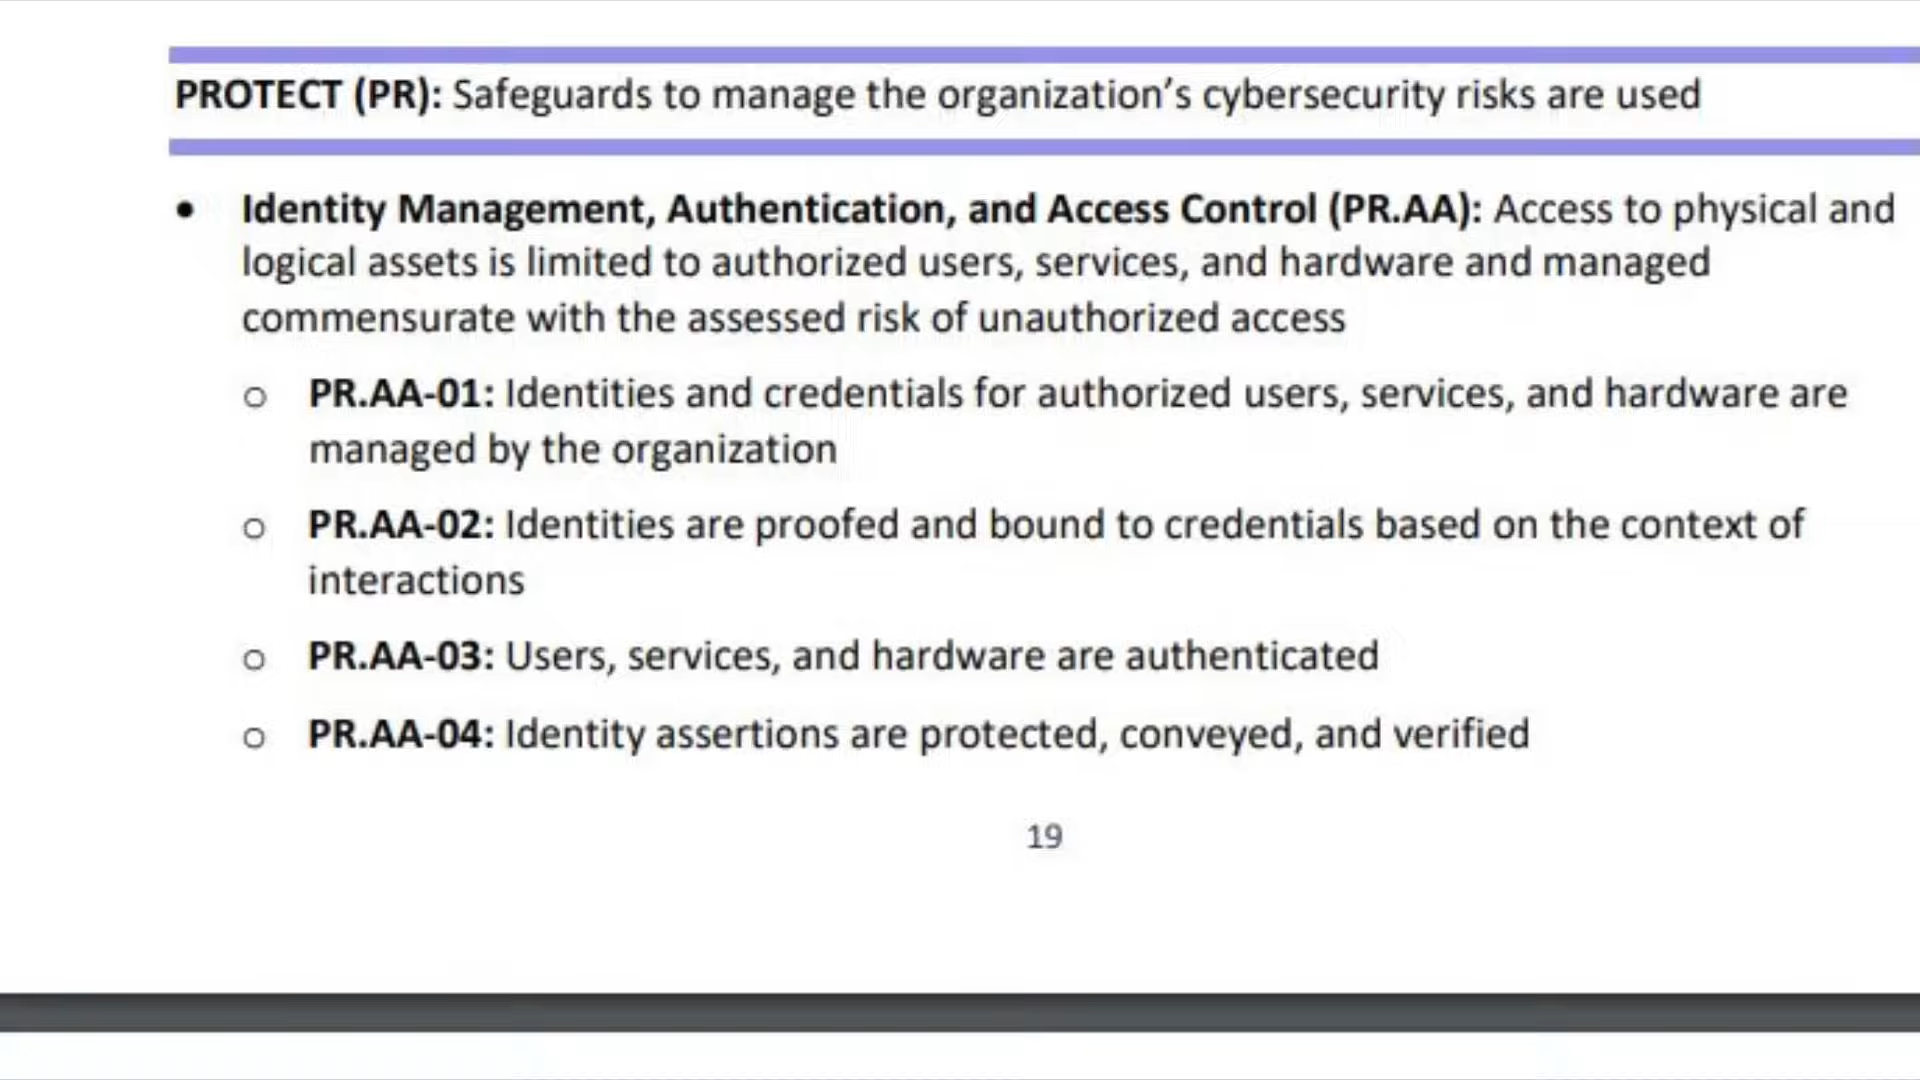 PROTECT (PR): Safeguards to manage the organization’s cybersecurity risks are used
• Identity Management, Authentication, and Access Control (PR.AA): Access to physical and
logical assets is limited to authorized users, services, and hardware and managed
commensurate with the assessed risk of unauthorized access
o PR.AA-01: Identities and credentials for authorized users, services, and hardware are
managed by the organization
o PR.AA-02: Identities are proofed and bound to credentials based on the context of
interactions
o PR.AA-03: Users, services, and hardware are authenticated
o PR.AA-04: Identity assertions are protected, conveyed, and verified
19